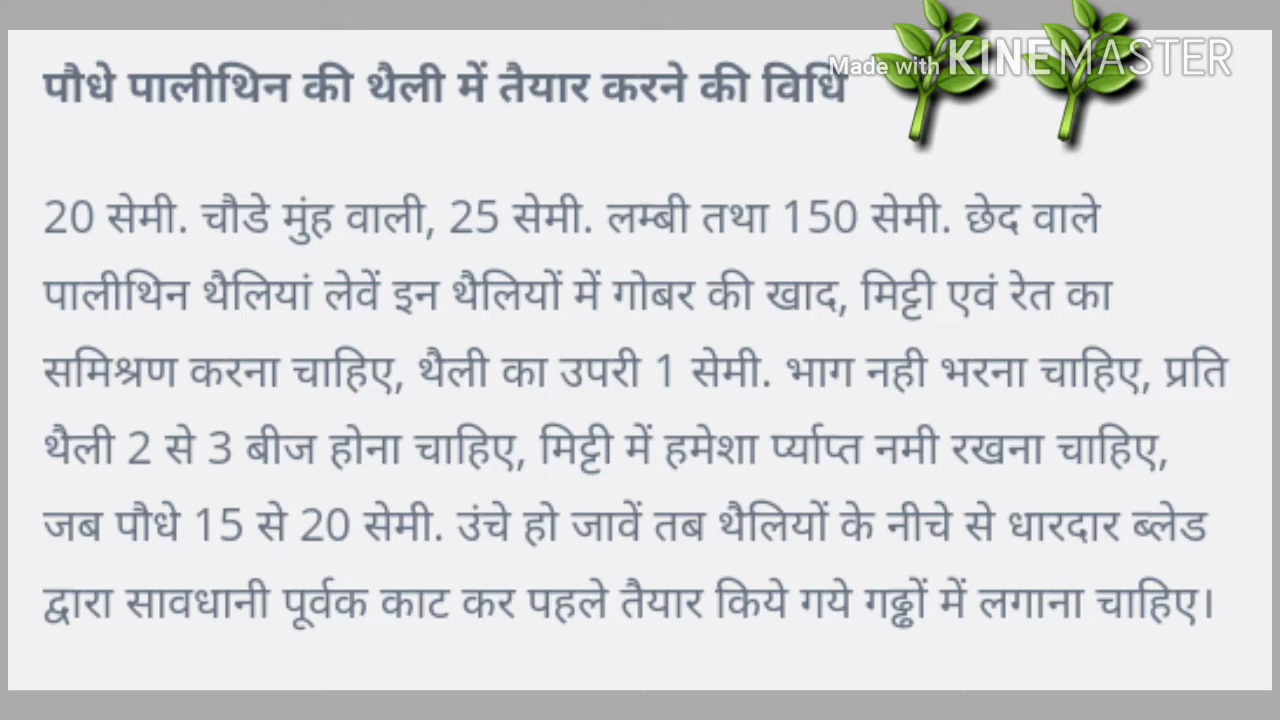 पौधे पालीथिन की थैली में तैयार करने की विधि
Made with KINEMASTER
20 सेमी. चौडे मुंह वाली, 25 सेमी. लम्बी तथा 150 सेमी. छेद वाले
पालीथिन थैलियां लेवें इन थैलियों में गोबर की खाद, मिट्टी एवं रेत का
समिश्रण करना चाहिए, थैली का उपरी 1 सेमी. भाग नही भरना चाहिए, प्रति
थैली 2 से 3 बीज होना चाहिए, मिट्टी में हमेशा पर्याप्त नमी रखना चाहिए,
जब पौधे 15 से 20 सेमी. उंचे हो जावें तब थैलियों के नीचे से धारदार ब्लेड
द्वारा सावधानी पूर्वक काट कर पहले तैयार किये गये गढ्ढों में लगाना चाहिए।